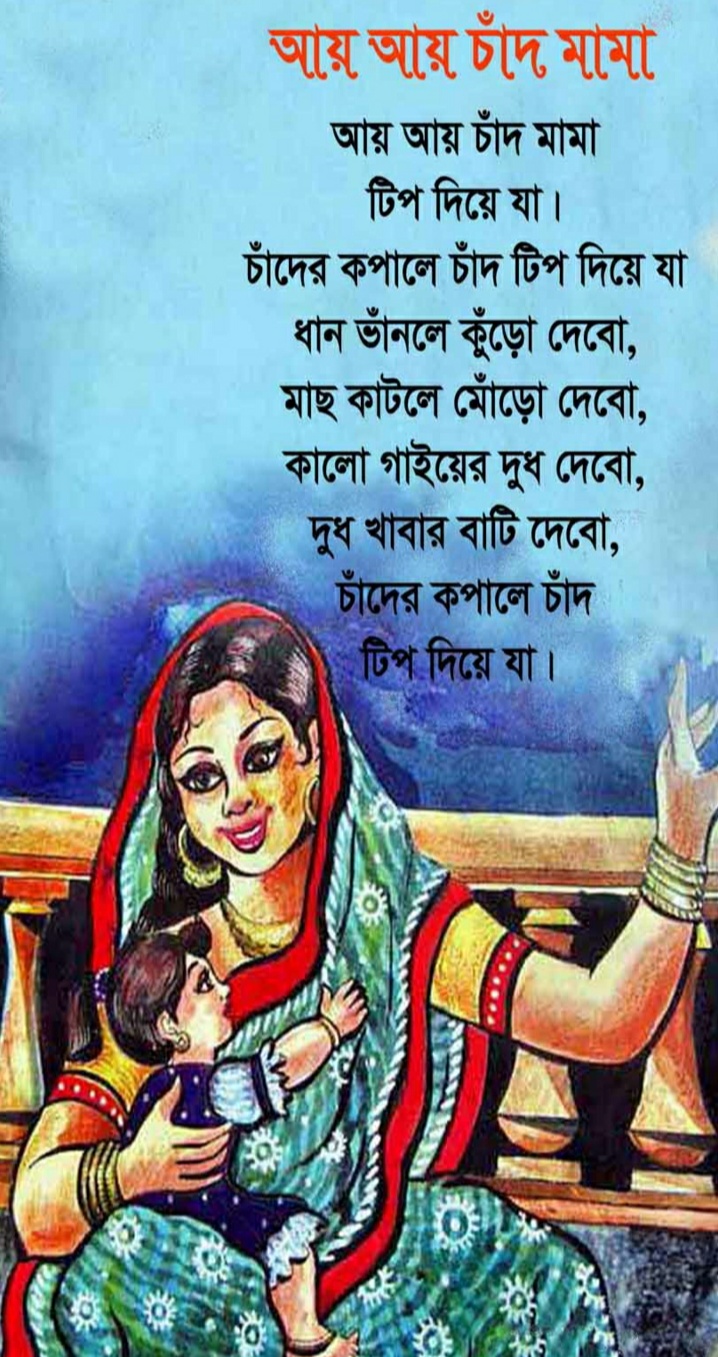 আয় আয় চাঁদ মামা
আয় আয় চাঁদ মামা
টিপ দিয়ে যা।
চাঁদের কপালে চাঁদ টিপ দিয়ে যা
ধান ভাঁনলে কুঁড়ো দেবো,
মাছ কাটলে মোঁড়ো দেবো,
কালো গাইয়ের দুধ দেবো,
দুধ খাবার বাটি দেবো,
চাঁদের কপালে চাঁদ
টিপ দিয়ে যা।